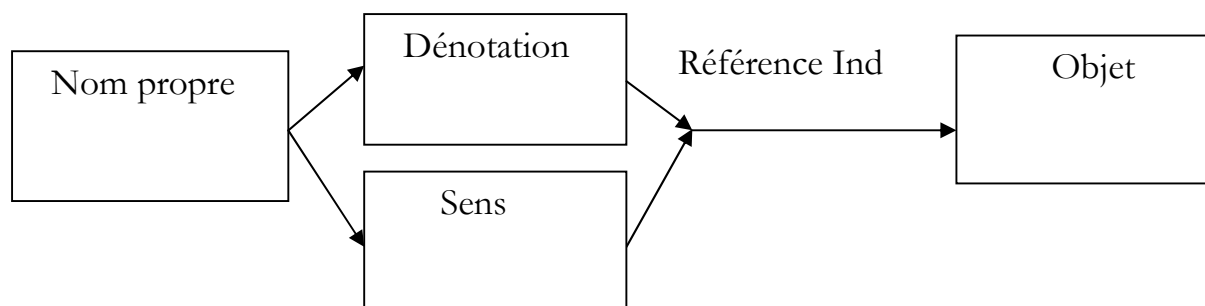 Nom propre
Dénotation
Sens
Référence Ind
Objet